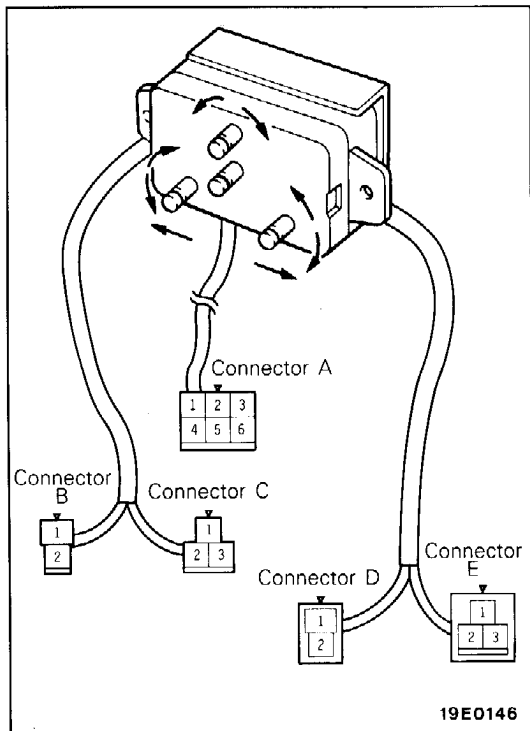 Connector A
1 2 3
4 5 6
Connector
B
1
2
Connector C
1
2 3
Connector D
1
2
Connector
E
1
2 3
19E0146